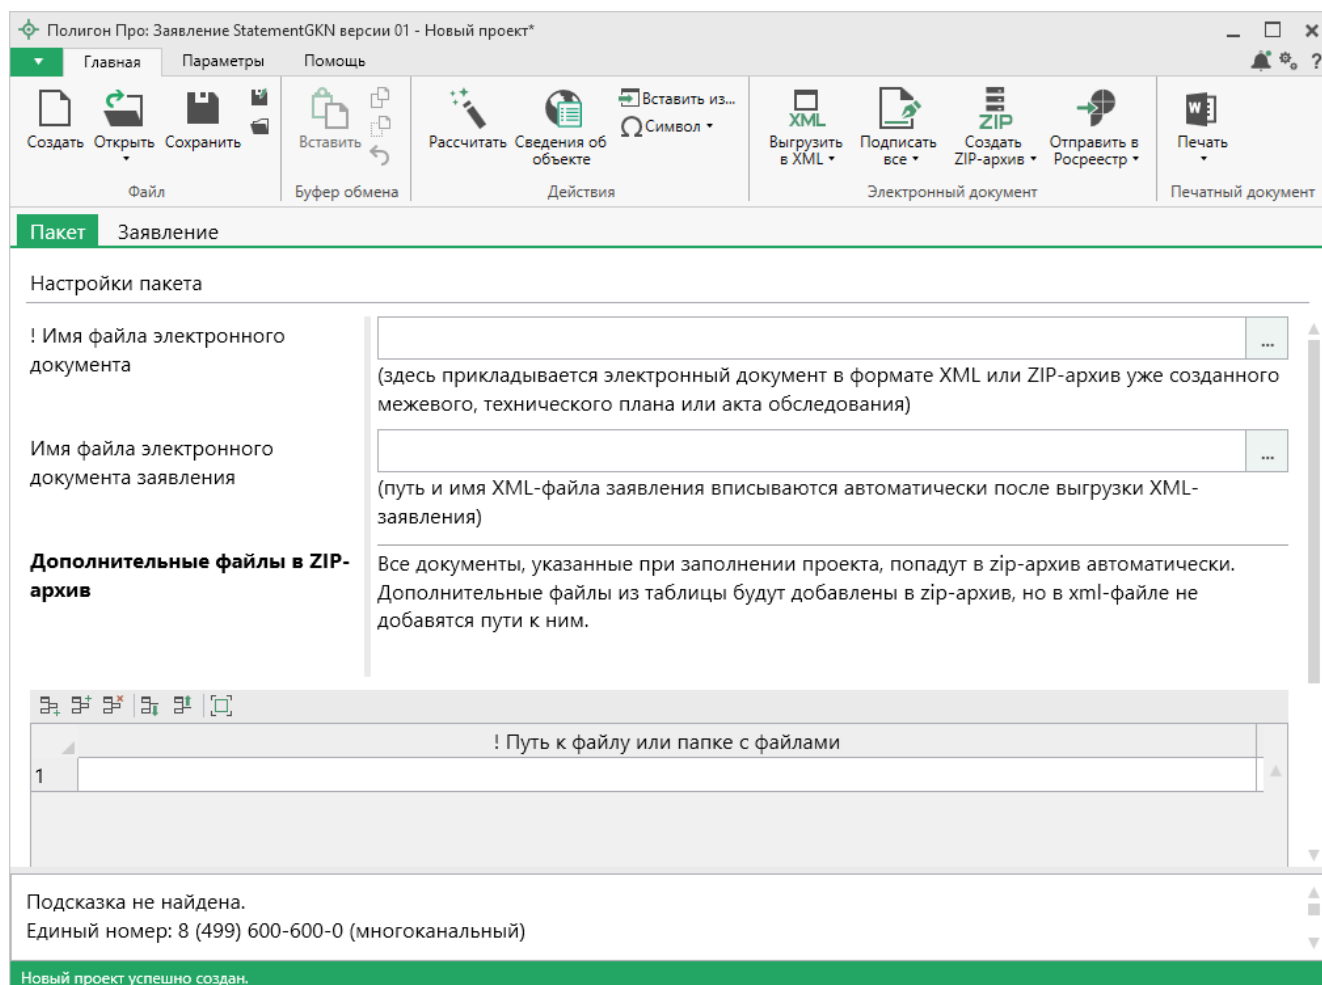 Полигон Про: Заявление StatementGKN версии 01 - Новый проект*
Главная Параметры Помощь
?
Создать Открыть Сохранить
Вставить
Рассчитать Сведения об объекте
Вставить из...
Символ
XML
Выгрузить в XML
Подписать все
ZIP
Создать ZIP-архив
Отправить в Росреестр
W
Печать
Файл Буфер обмена Действия Электронный документ Печатный документ
Пакет Заявление
Настройки пакета
! Имя файла электронного
документа
...
(здесь прикладывается электронный документ в формате XML или ZIP-архив уже созданного
межевого, технического плана или акта обследования)
Имя файла электронного
документа заявления
...
(путь и имя XML-файла заявления вписываются автоматически после выгрузки XML-
заявления)
Дополнительные файлы в ZIP-
архив
Все документы, указанные при заполнении проекта, попадут в zip-архив автоматически.
Дополнительные файлы из таблицы будут добавлены в zip-архив, но в xml-файле не
добавятся пути к ним.
! Путь к файлу или папке с файлами
1
Подсказка не найдена.
Единый номер: 8 (499) 600-600-0 (многоканальный)
Новый проект успешно создан.